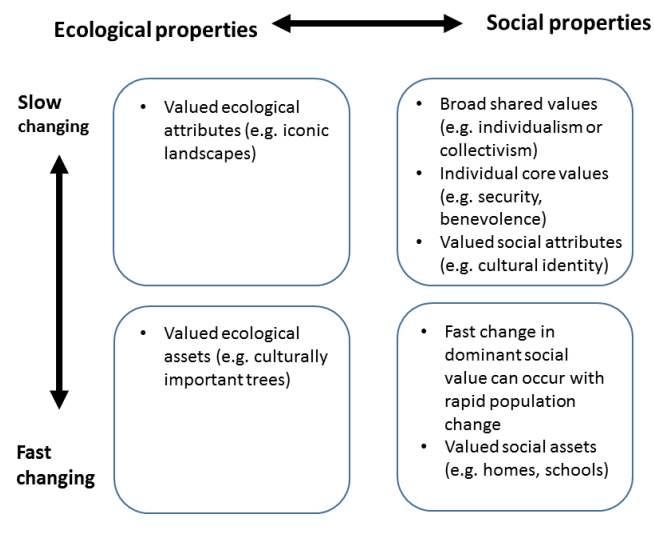 Ecological properties
Social properties
Slow
changing
• Valued ecological
attributes (e.g. iconic
landscapes)
• Broad shared values
(e.g. individualism or
collectivism)
• Individual core values
(e.g. security,
benevolence)
• Valued social attributes
(e.g. cultural identity)
• Valued ecological
assets (e.g. culturally
important trees)
• Fast change in
dominant social
value can occur with
rapid population
change
• Valued social assets
(e.g. homes, schools)
Fast
changing